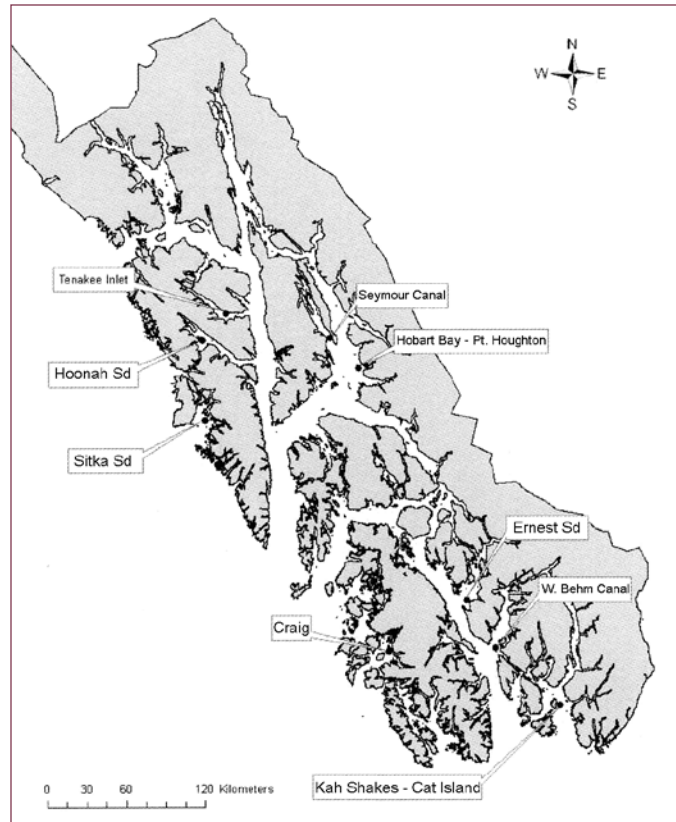 N
W E
S
Tenakee Inlet
Seymour Canal
Hobart Bay - Pt. Houghton
Hoonah Sd
Sitka Sd
Ernest Sd
W. Behm Canal
Craig
Kah Shakes - Cat Island
0 30 60 120 Kilometers